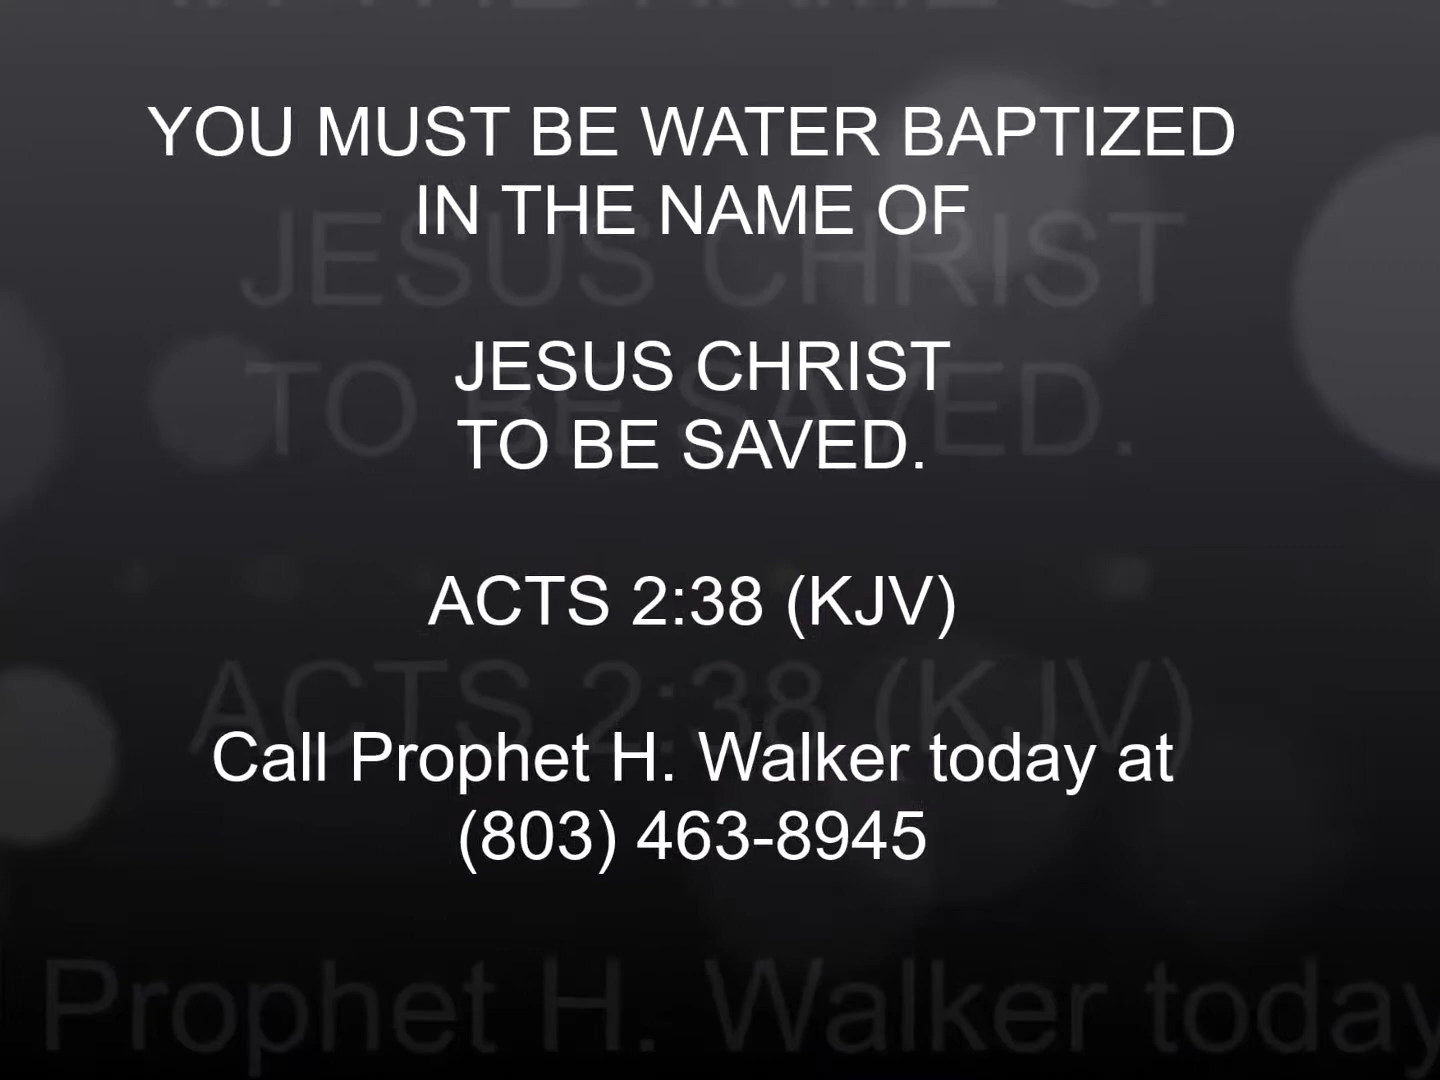 YOU MUST BE WATER BAPTIZED
IN THE NAME OF
JESUS CHRIST
TO BE SAVED.
ACTS 2:38 (KJV)
Call Prophet H. Walker today at
(803) 463-8945